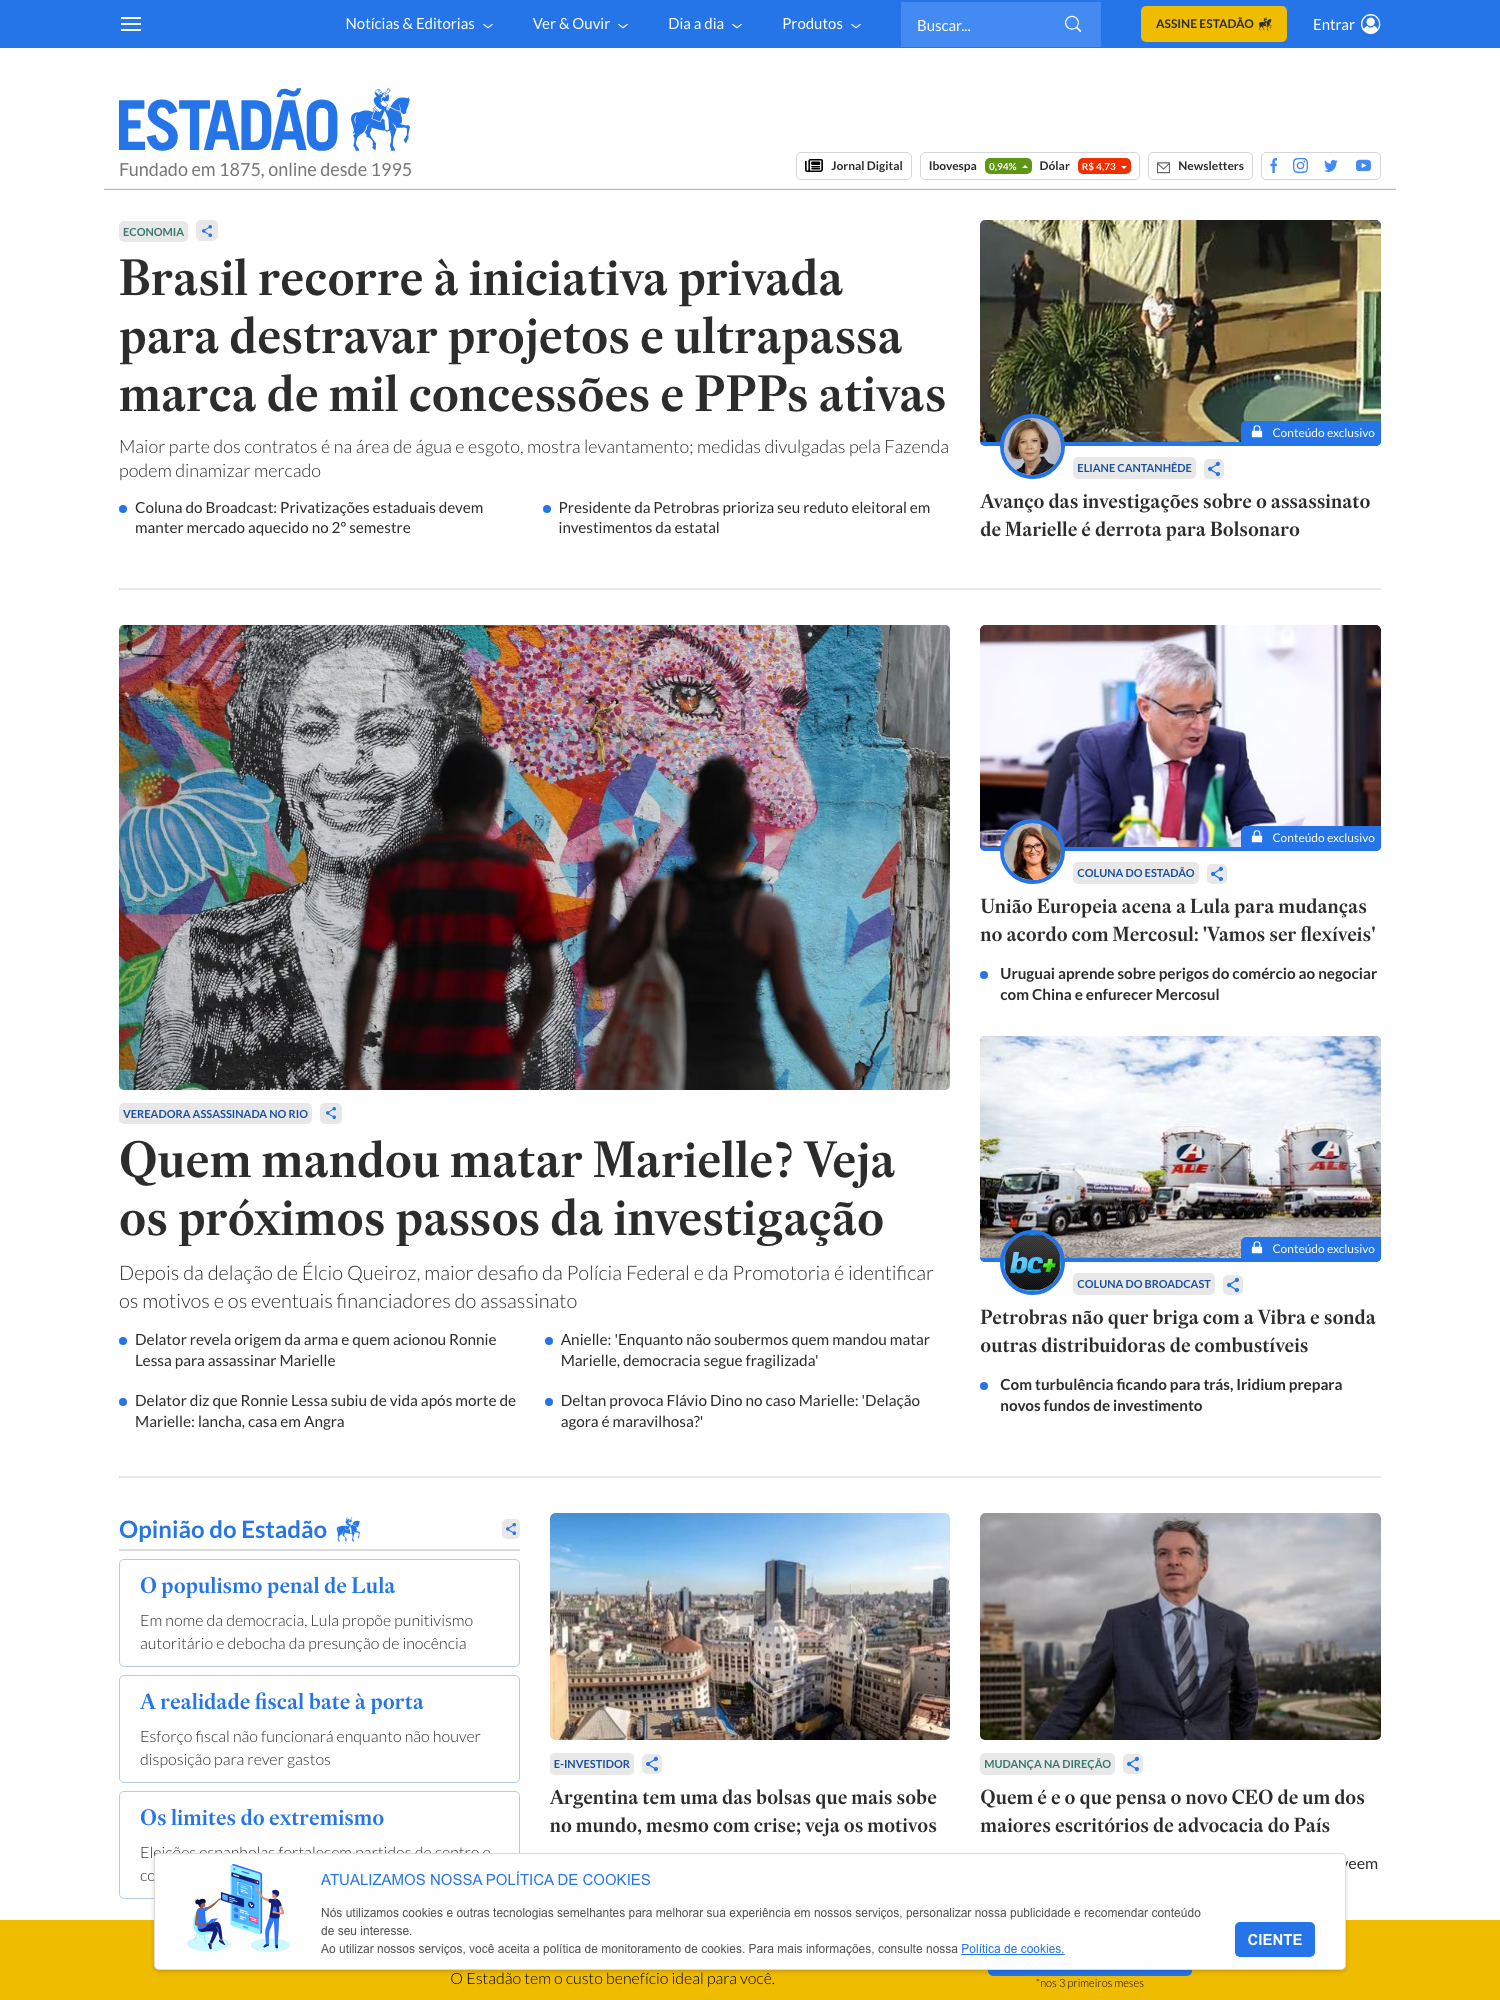 Notícias & Editorias
Ver & Ouvir
Dia a dia
Produtos
Buscar...
ASSINE ESTADÃO
Entrar
ESTADÃO
Fundado em 1875, online desde 1995
Jornal Digital
Ibovespa 0,94% Dólar R$ 4,73
Newsletters
ECONOMIA
Brasil recorre à iniciativa privada
para destravar projetos e ultrapassa
marca de mil concessões e PPPs ativas
Maior parte dos contratos é na área de água e esgoto, mostra levantamento; medidas divulgadas pela Fazenda
podem dinamizar mercado
Coluna do Broadcast: Privatizações estaduais devem
manter mercado aquecido no 2º semestre
Presidente da Petrobras prioriza seu reduto eleitoral em
investimentos da estatal
Conteúdo exclusivo
ELIANE CANTANHÊDE
Avanço das investigações sobre o assassinato
de Marielle é derrota para Bolsonaro
VEREADORA ASSASSINADA NO RIO
Quem mandou matar Marielle? Veja
os próximos passos da investigação
Depois da delação de Élcio Queiroz, maior desafio da Polícia Federal e da Promotoria é identificar
os motivos e os eventuais financiadores do assassinato
Delator revela origem da arma e quem acionou Ronnie
Lessa para assassinar Marielle
Anielle: 'Enquanto não soubermos quem mandou matar
Marielle, democracia segue fragilizada'
Delator diz que Ronnie Lessa subiu de vida após morte de
Marielle: lancha, casa em Angra
Deltan provoca Flávio Dino no caso Marielle: 'Delação
agora é maravilhosa?'
Conteúdo exclusivo
COLUNA DO ESTADÃO
União Europeia acena a Lula para mudanças
no acordo com Mercosul: 'Vamos ser flexíveis'
Uruguai aprende sobre perigos do comércio ao negociar
com China e enfurecer Mercosul
ALE
ALE
Conteúdo exclusivo
bc+
COLUNA DO BROADCAST
Petrobras não quer briga com a Vibra e sonda
outras distribuidoras de combustíveis
Com turbulência ficando para trás, Iridium prepara
novos fundos de investimento
Opinião do Estadão
O populismo penal de Lula
Em nome da democracia, Lula propõe punitivismo
autoritário e debocha da presunção de inocência
A realidade fiscal bate à porta
Esforço fiscal não funcionará enquanto não houver
disposição para rever gastos
Os limites do extremismo
Eleições espanholas fortalecem partidos de centro e
co
E-INVESTIDOR
Argentina tem uma das bolsas que mais sobe
no mundo, mesmo com crise; veja os motivos
MUDANÇA NA DIREÇÃO
Quem é e o que pensa o novo CEO de um dos
maiores escritórios de advocacia do País
veem
ATUALIZAMOS NOSSA POLÍTICA DE COOKIES
Nós utilizamos cookies e outras tecnologias semelhantes para melhorar sua experiência em nossos serviços, personalizar nossa publicidade e recomendar conteúdo
de seu interesse.
Ao utilizar nossos serviços, você aceita a política de monitoramento de cookies. Para mais informações, consulte nossa Política de cookies.
CIENTE
O Estadão tem o custo benefício ideal para você.
*nos 3 primeiros meses